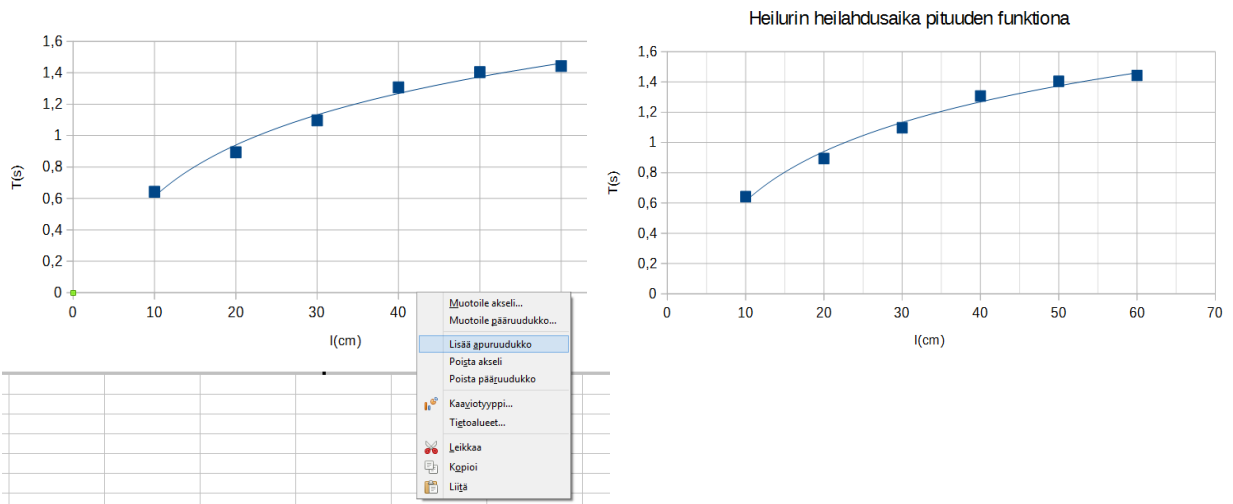 1,6
1,4
1,2
1
0,8
0,6
0,4
0,2
0
T(s)
0 10 20 30 40
l(cm)
Muotoile akseli...
Muotoile pääruudukko...
Lisää apuruudukko
Poista akseli
Poista pääruudukko
Kaaviotyyppi...
Tietoalueet...
Leikkaa
Kopioi
Liitä
Heilurin heilahdusaika pituuden funktiona
1,6
1,4
1,2
1
0,8
0,6
0,4
0,2
0
T(s)
0 10 20 30 40 50 60 70
l(cm)